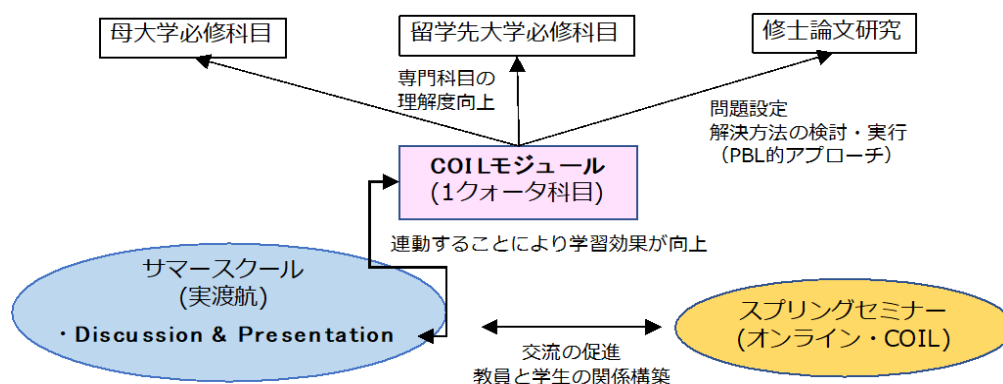 母大学必修科目
留学先大学必修科目
修士論文研究
専門科目の
理解度向上
問題設定
解決方法の検討・実行
（PBL的アプローチ）
COILモジュール
(1クォータ科目)
連動することにより学習効果が向上
サマースクール
(実渡航)
・Discussion & Presentation
スプリングセミナー
(オンライン・COIL)
交流の促進
教員と学生の関係構築